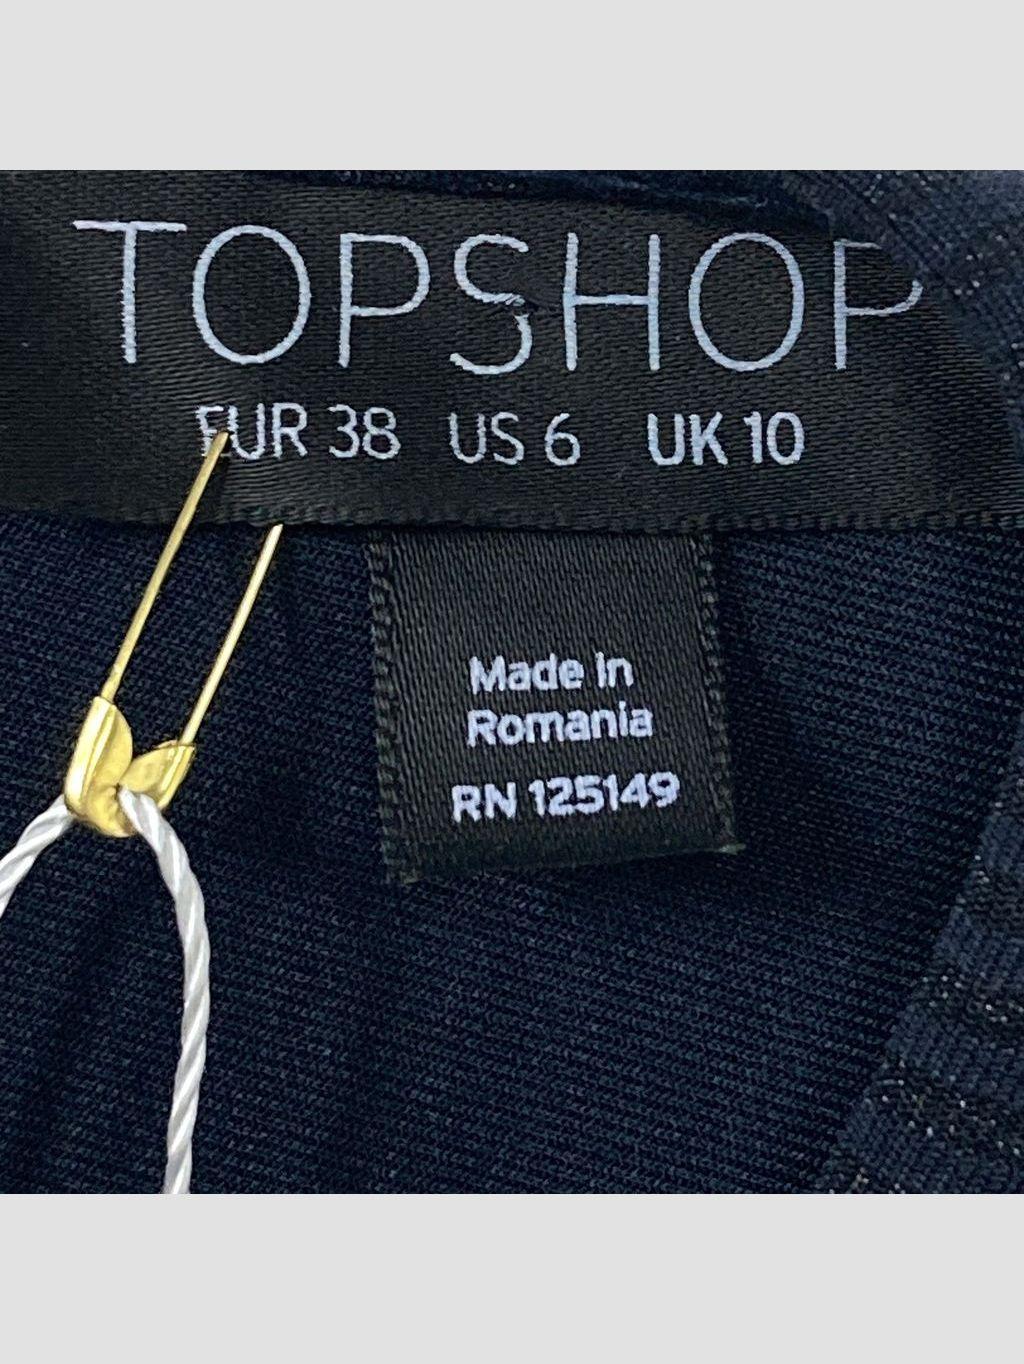 TOPSHOP
EUR 38 US 6 UK 10
Made in
Romania
RN 125149